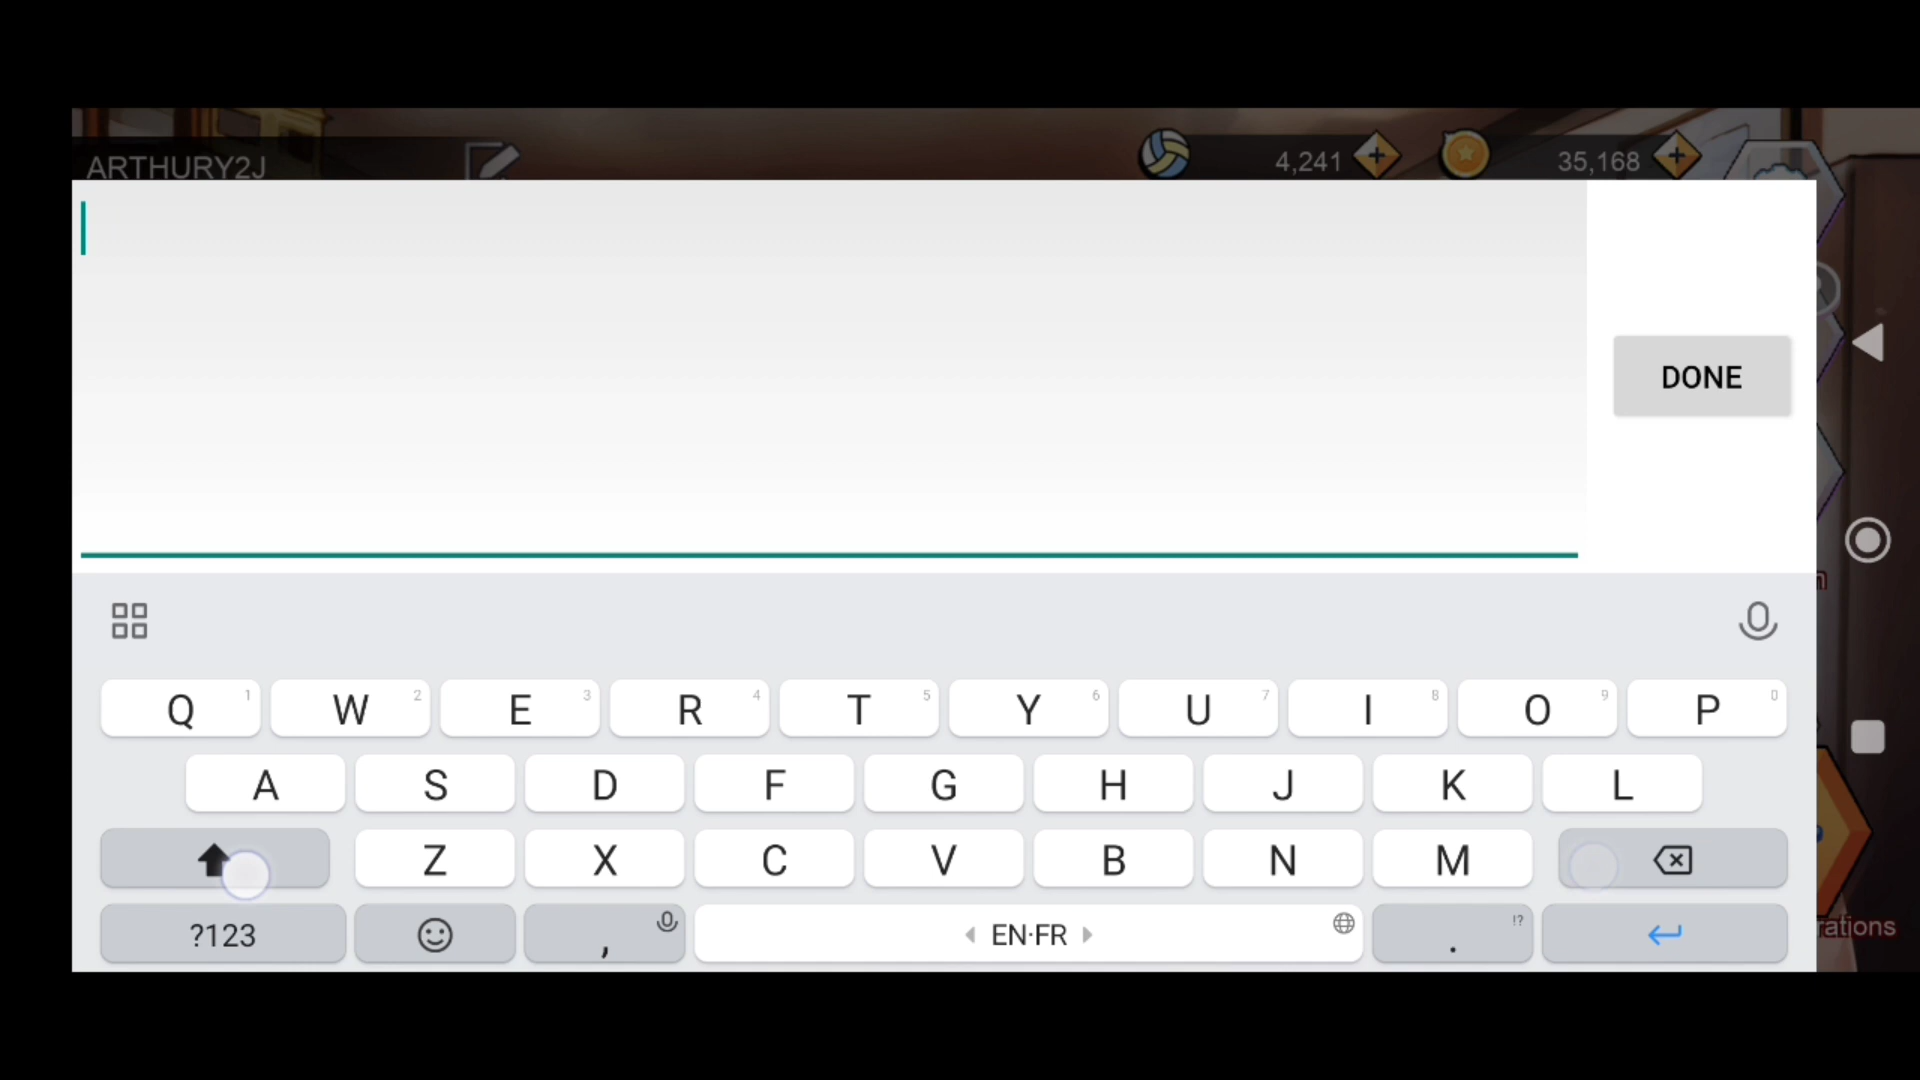 ARTHURY2J 4,241 35,168
DONE
Q 1 W 2 E 3 R 4 T 5 Y 6 U 7 I 8 O 9 P 0
A S D F G H J K L
Z X C V B N M
?123 , EN·FR . !?
rations